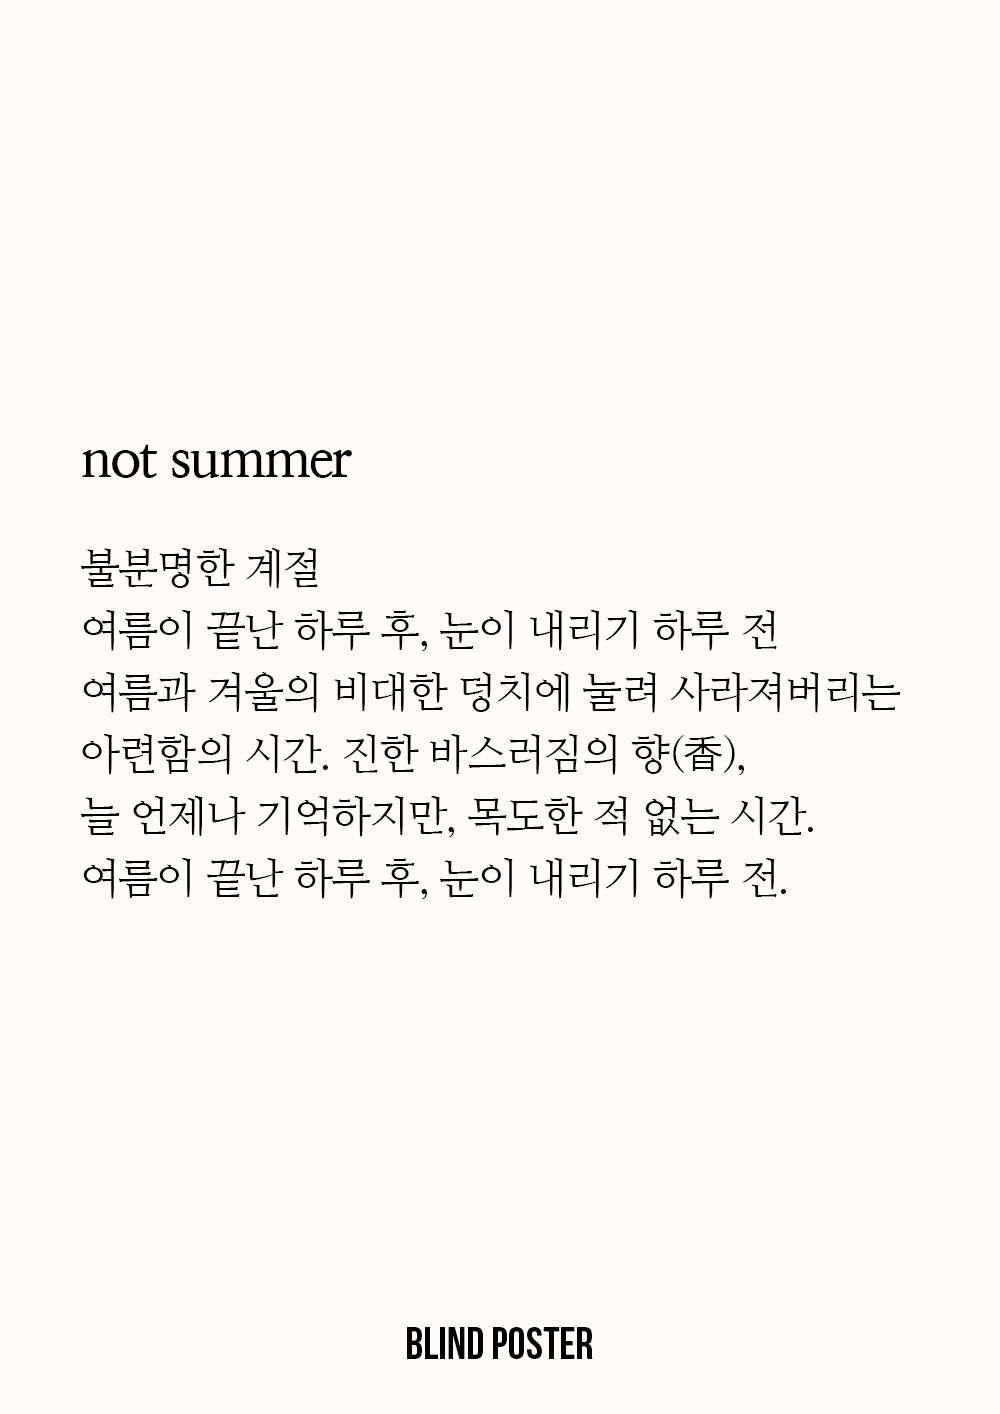 not summer
불분명한 계절
여름이 끝난 하루 후, 눈이 내리기 하루 전
여름과 겨울의 비대한 덩치에 눌려 사라져버리는
아련함의 시간. 진한 바스러짐의 향(香),
늘 언제나 기억하지만, 목도한 적 없는 시간.
여름이 끝난 하루 후, 눈이 내리기 하루 전.
BLIND POSTER